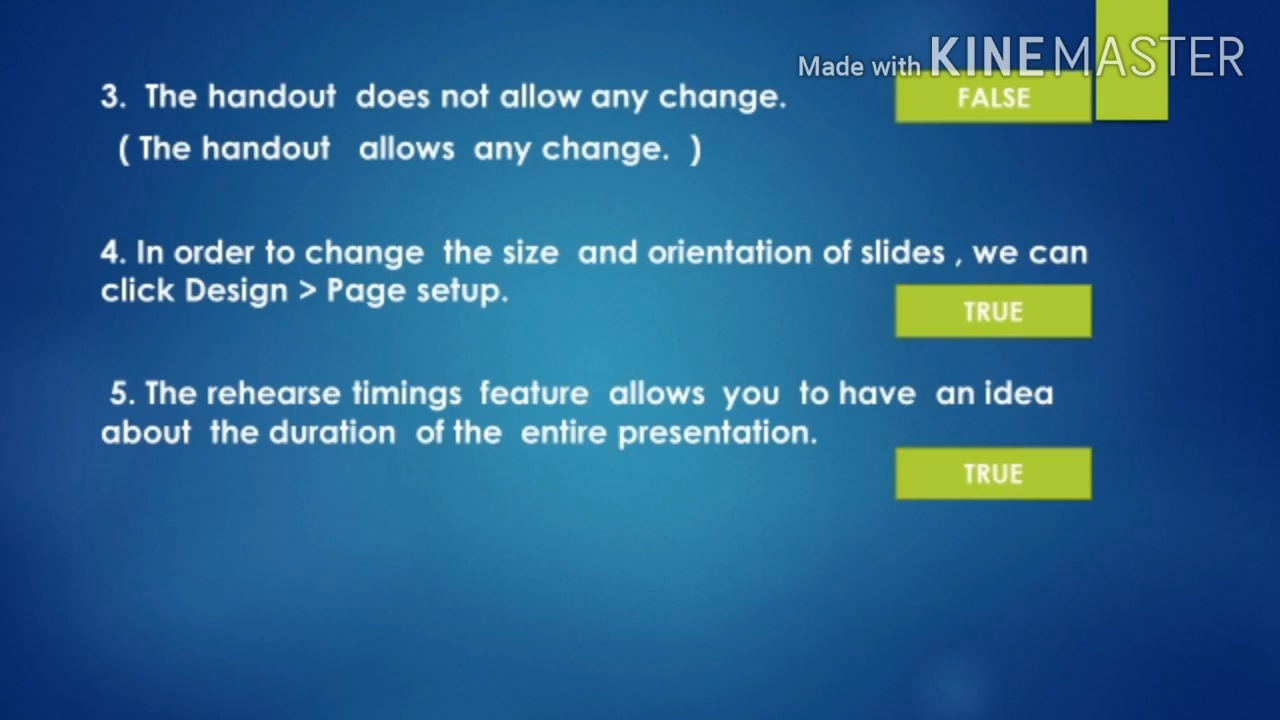 Made with KINEMASTER
3. The handout does not allow any change.
FALSE
( The handout allows any change. )
4. In order to change the size and orientation of slides , we can
click Design > Page setup.
TRUE
5. The rehearse timings feature allows you to have an idea
about the duration of the entire presentation.
TRUE